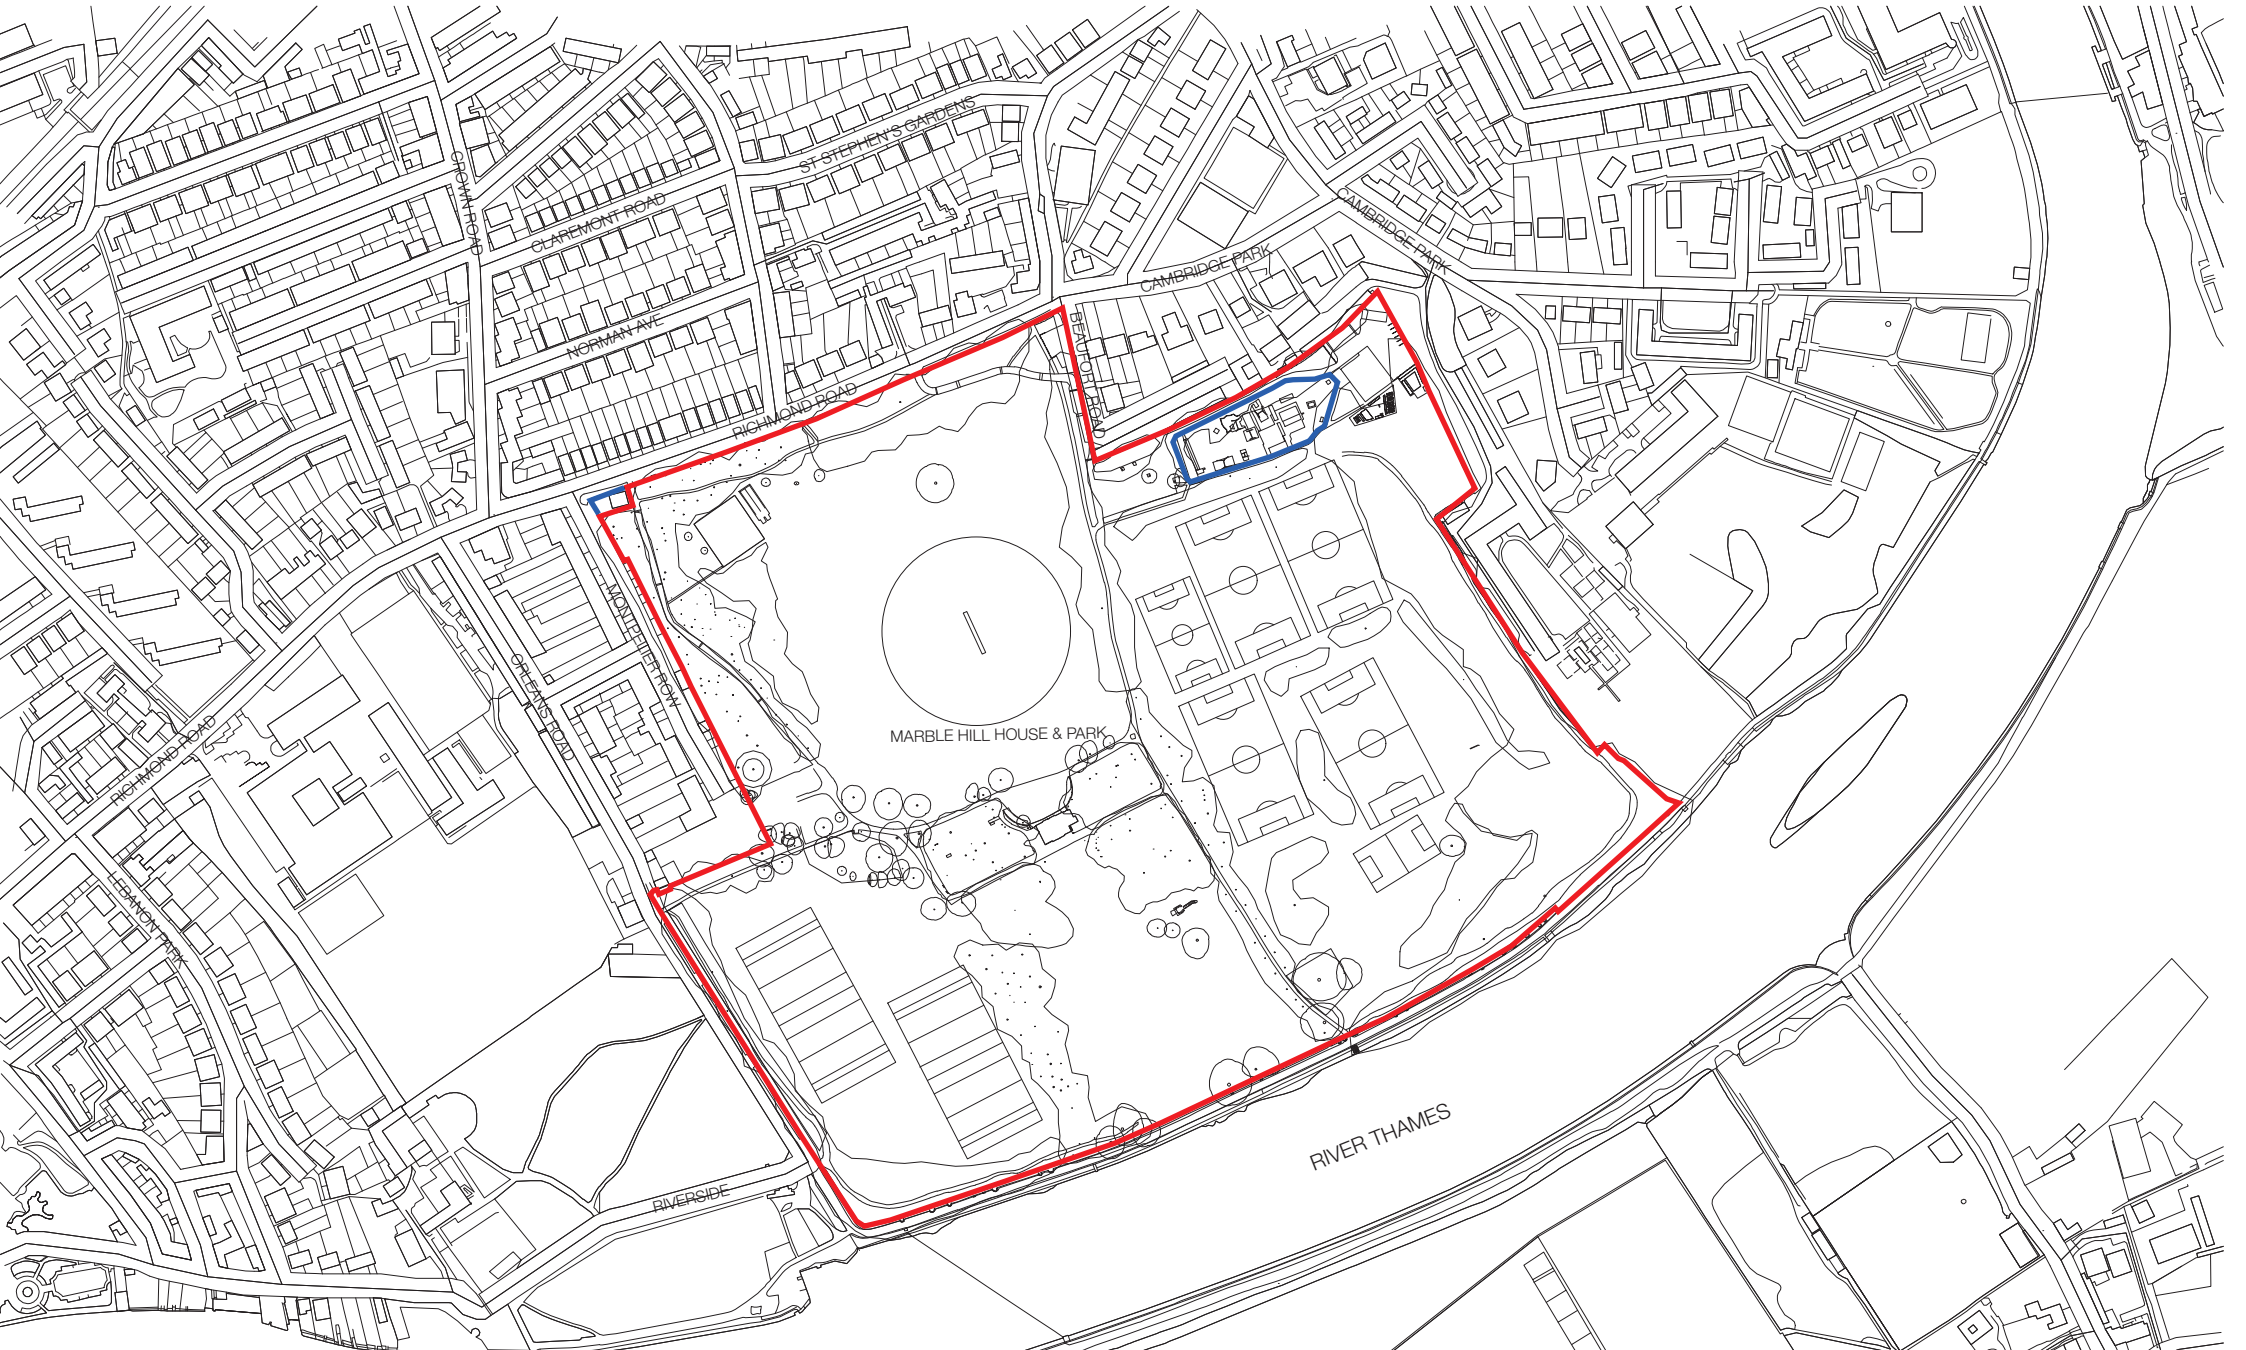 ST STEPHEN'S GARDENS
CROWN ROAD
CLAREMONT ROAD
CAMBRIDGE PARK
CAMBRIDGE PARK
NORMAN AVE
BEAUFORT ROAD
RICHMOND ROAD
MONTPELIER ROW
ORLEANS ROAD
MARBLE HILL HOUSE & PARK
RICHMOND ROAD
LEBANON PARK
RIVER THAMES
RIVERSIDE